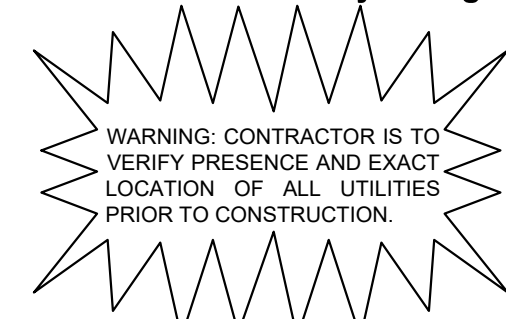 WARNING: CONTRACTOR IS TO
VERIFY PRESENCE AND EXACT
LOCATION OF ALL UTILITIES
PRIOR TO CONSTRUCTION.